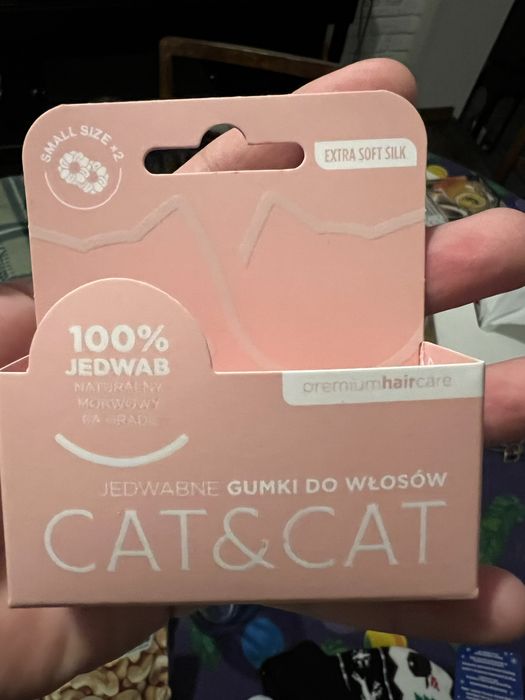 SMALL SIZE ×2
EXTRA SOFT SILK
100%
JEDWAB
NATURALNY
MORWOWY
6A GRADE
premiumhaircare
JEDWABNE GUMKI DO WŁOSÓW
CAT&CAT